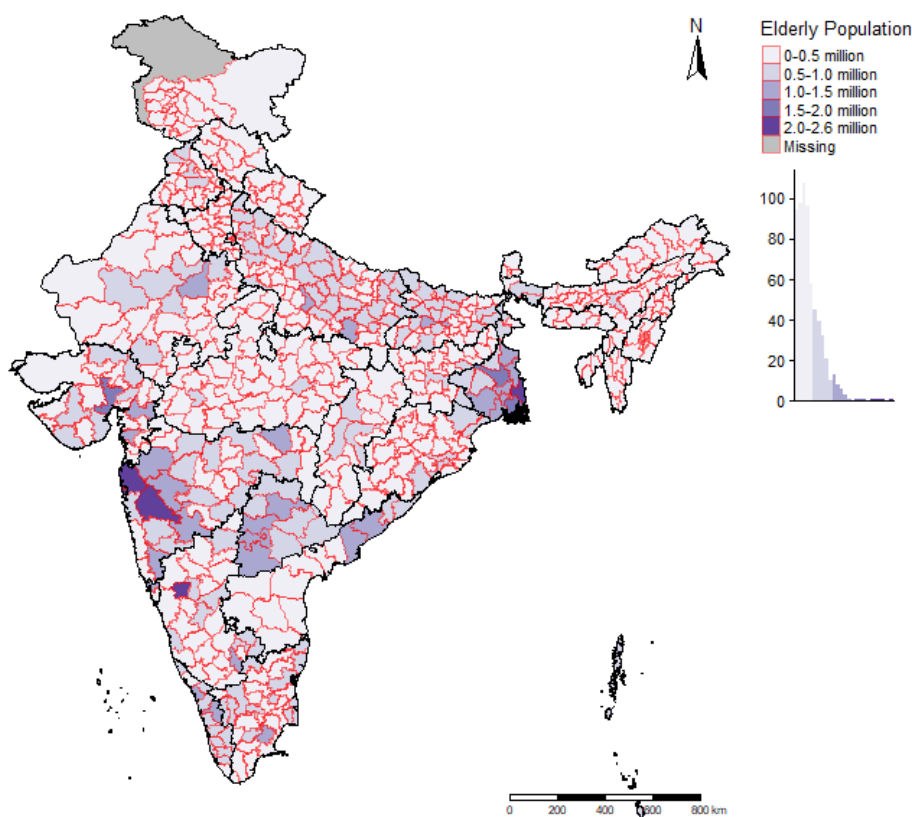 N
Elderly Population
0-0.5 million
0.5-1.0 million
1.0-1.5 million
1.5-2.0 million
2.0-2.6 million
Missing
100
80
60
40
20
0
0 200 400 600 800 km